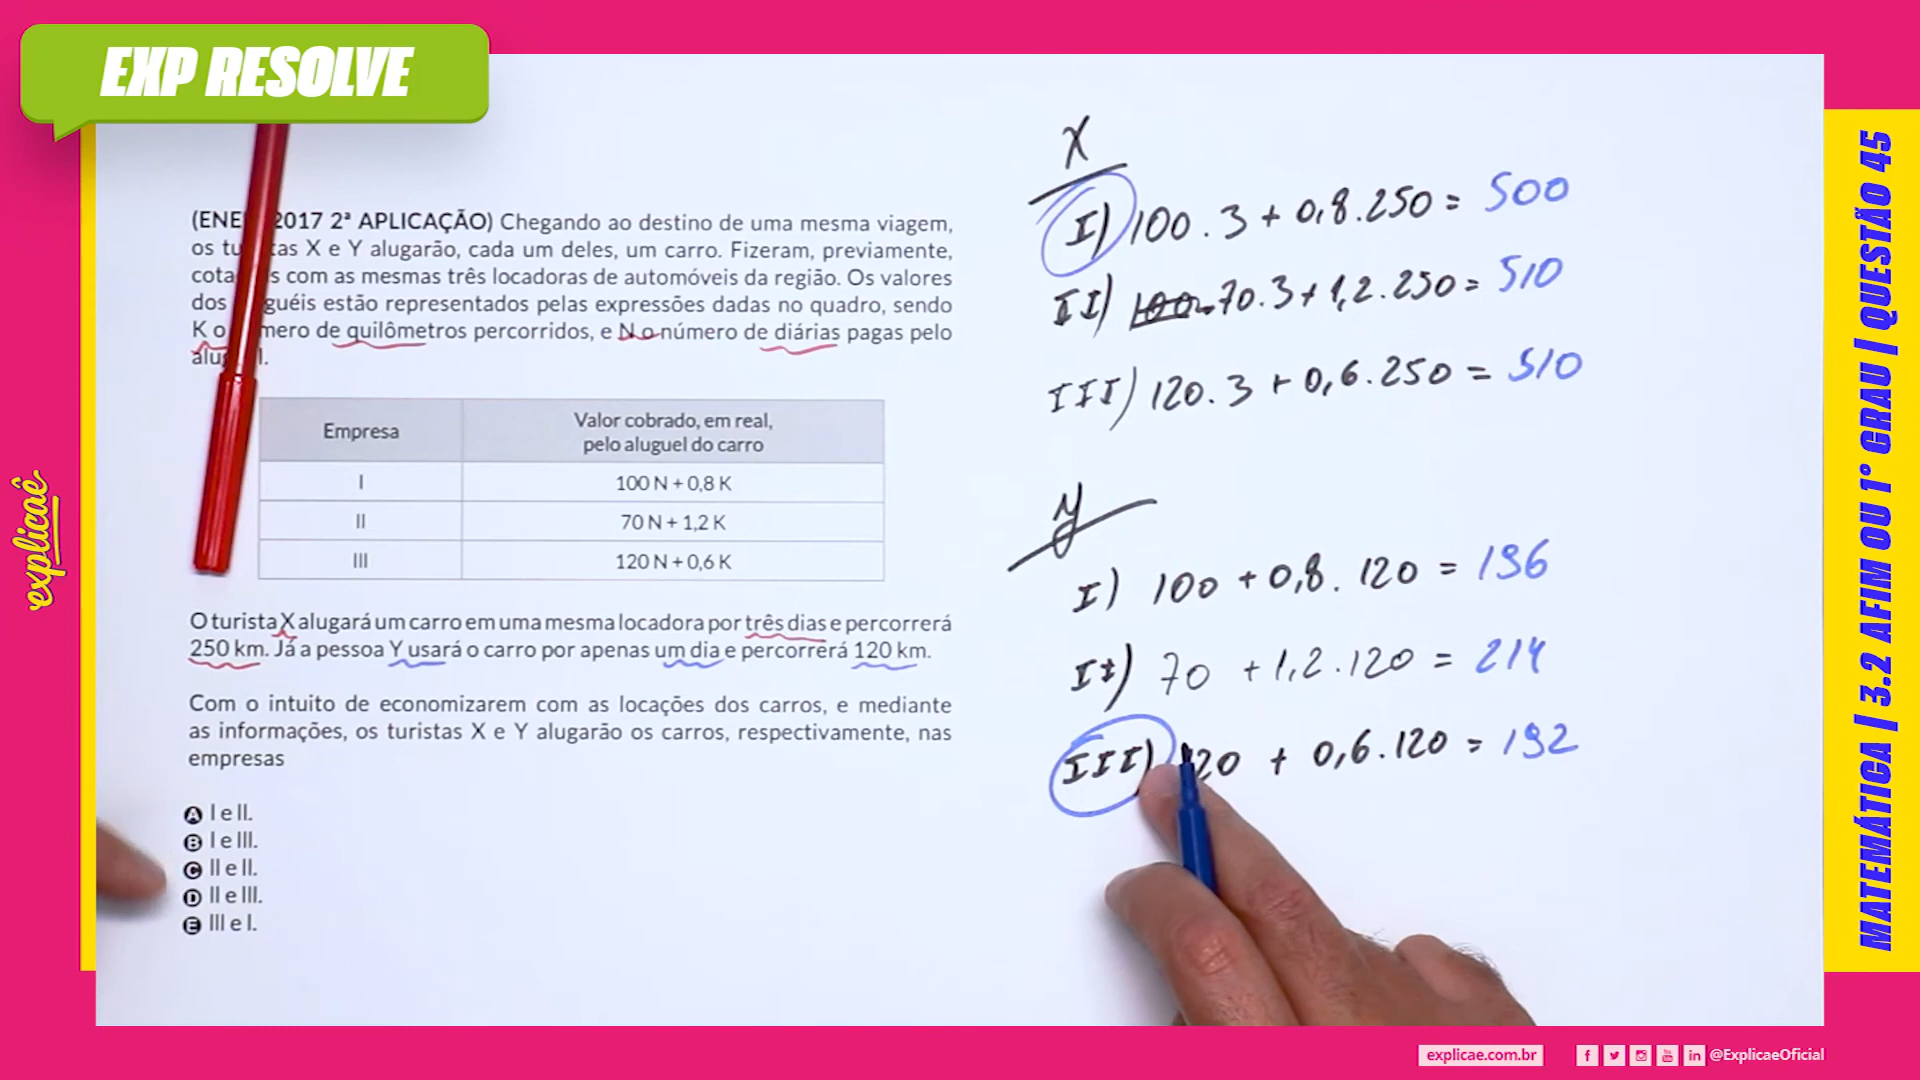 EXP RESOLVE
(ENE 2017 2ª APLICAÇÃO) Chegando ao destino de uma mesma viagem,
os tu as X e Y alugarão, cada um deles, um carro. Fizeram, previamente,
cota s com as mesmas três locadoras de automóveis da região. Os valores
dos guéis estão representados pelas expressões dadas no quadro, sendo
K o mero de quilômetros percorridos, e N o número de diárias pagas pelo
alu l.
Empresa
Valor cobrado, em real,
pelo aluguel do carro
I 100 N + 0,8 K
II 70 N + 1,2 K
III 120 N + 0,6 K
O turista X alugará um carro em uma mesma locadora por três dias e percorrerá
250 km. Já a pessoa Y usará o carro por apenas um dia e percorrerá 120 km.
Com o intuito de economizarem com as locações dos carros, e mediante
as informações, os turistas X e Y alugarão os carros, respectivamente, nas
empresas
A I e II.
B I e III.
C II e II.
D II e III.
E III e I.
X
I) 100 . 3 + 0,8 . 250 = 500
II) 100. 70 . 3 + 1,2 . 250 = 510
III) 120 . 3 + 0,6 . 250 = 510
y
I) 100 + 0,8 . 120 = 196
II) 70 + 1,2 . 120 = 214
III) 120 + 0,6 . 120 = 192
explicaê
MATEMÁTICA | 3.2 AFIM OU 1° GRAU | QUESTÃO 45
explicae.com.br
@ExplicaeOficial